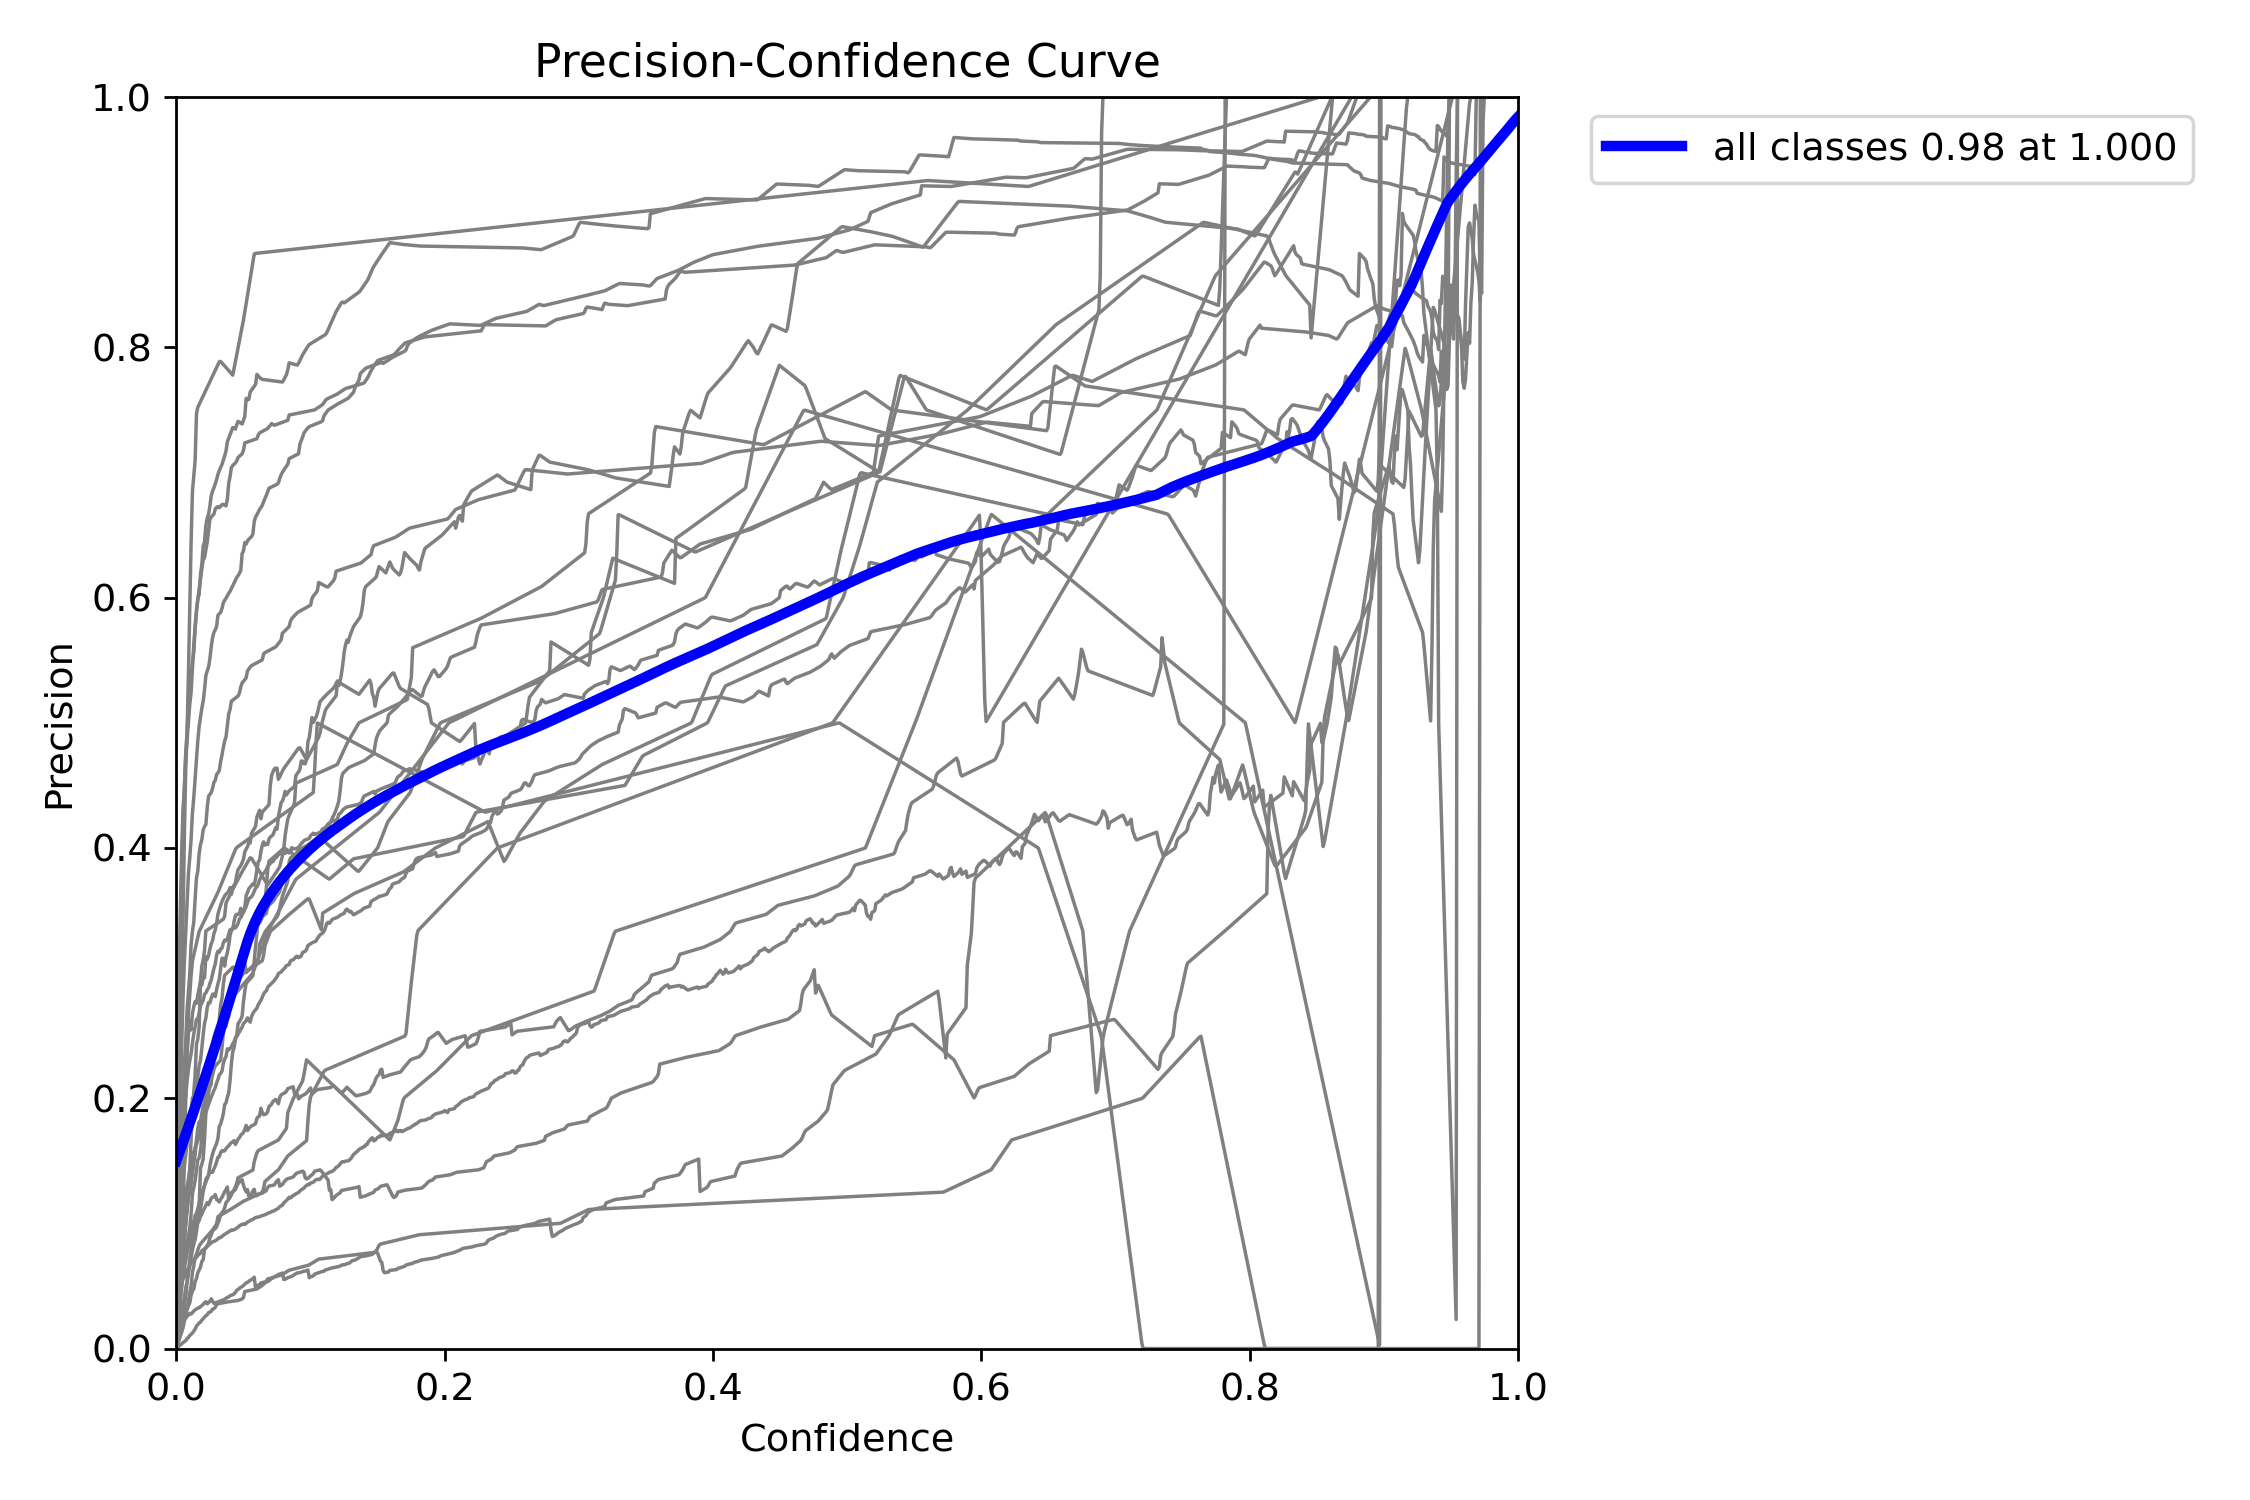 Precision-Confidence Curve
1.0
0.8
0.6
0.4
0.2
0.0
Precision
0.0 0.2 0.4 0.6 0.8 1.0
Confidence
all classes 0.98 at 1.000